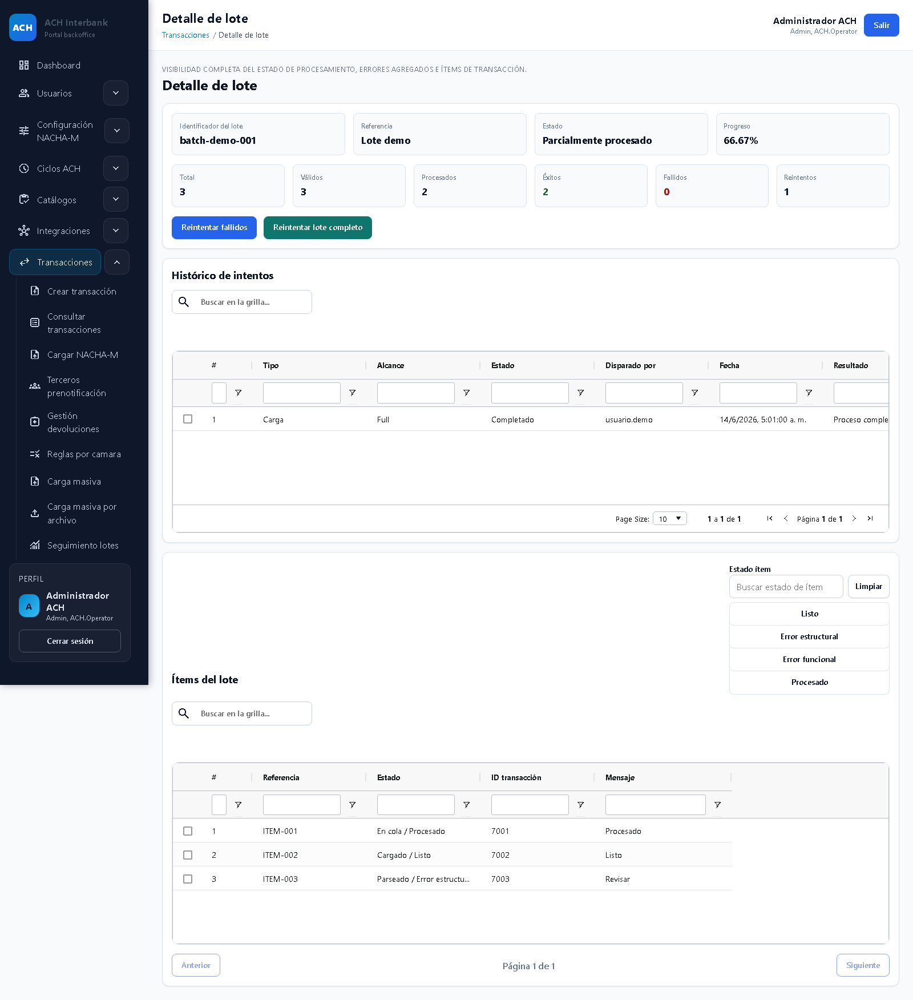 ACH
ACH Interbank
Portal backoffice
Dashboard
Usuarios
Configuración
NACHA-M
Ciclos ACH
Catálogos
Integraciones
Transacciones
Crear transacción
Consultar
transacciones
Cargar NACHA-M
Terceros
prenotificación
Gestión
devoluciones
Reglas por camara
Carga masiva
Carga masiva por
archivo
Seguimiento lotes
PERFIL
A
Administrador
ACH
Admin, ACH.Operator
Cerrar sesión
Detalle de lote
Transacciones / Detalle de lote
Administrador ACH
Admin, ACH.Operator
Salir
VISIBILIDAD COMPLETA DEL ESTADO DE PROCESAMIENTO, ERRORES AGREGADOS E ÍTEMS DE TRANSACCIÓN.
Detalle de lote
Identificador del lote
batch-demo-001
Referencia
Lote demo
Estado
Parcialmente procesado
Progreso
66.67%
Total
3
Válidos
3
Procesados
2
Éxitos
2
Fallidos
0
Reintentos
1
Reintentar fallidos
Reintentar lote completo
Histórico de intentos
Buscar en la grilla...
# Tipo Alcance Estado Disparado por Fecha Resultado
1 Carga Full Completado usuario.demo 14/6/2026, 5:01:00 a. m. Proceso comple
Page Size: 10 1 a 1 de 1 Página 1 de 1
Estado ítem
Buscar estado de ítem
Limpiar
Listo
Error estructural
Error funcional
Procesado
Ítems del lote
Buscar en la grilla...
# Referencia Estado ID transacción Mensaje
1 ITEM-001 En cola / Procesado 7001 Procesado
2 ITEM-002 Cargado / Listo 7002 Listo
3 ITEM-003 Parseado / Error estructu... 7003 Revisar
Anterior
Página 1 de 1
Siguiente